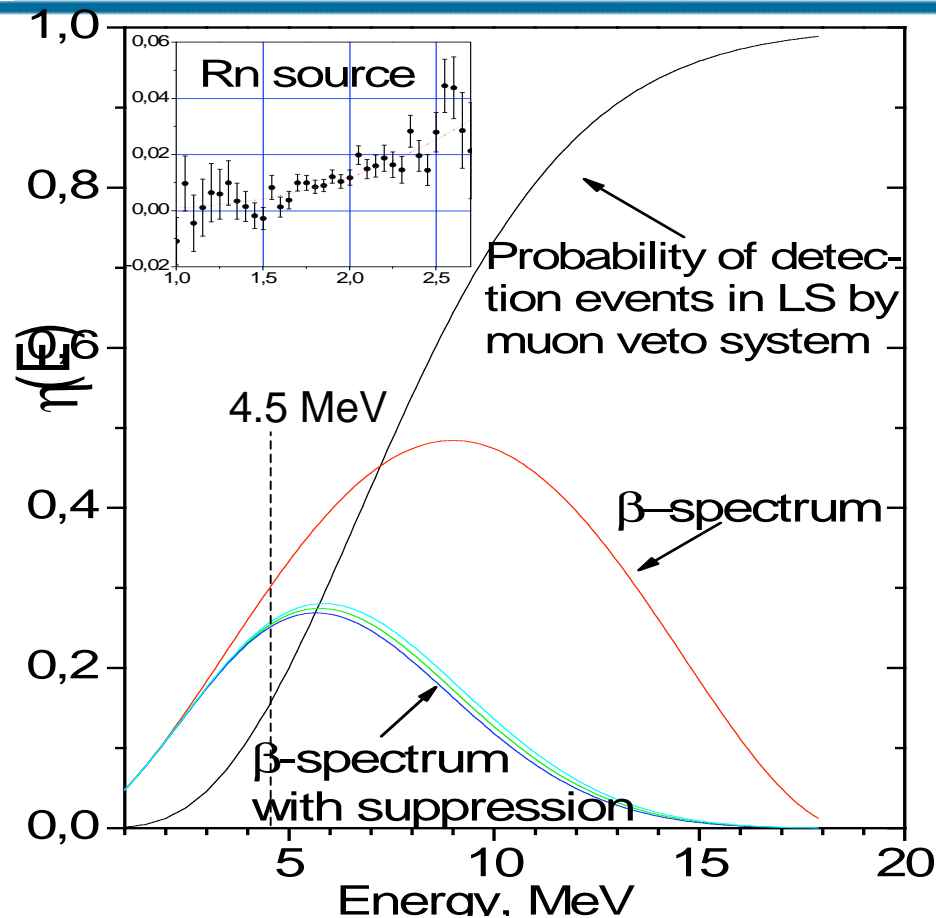 1,0
0,8
0,6
0,4
0,2
0,0
η(E)
0,06
0,04
0,02
0,00
-0,02
1,0
1,5
2,0
2,5
Rn source
Probability of detec-
tion events in LS by
muon veto system
4.5 MeV
β–spectrum
β-spectrum
with suppression
5
10
15
20
Energy, MeV